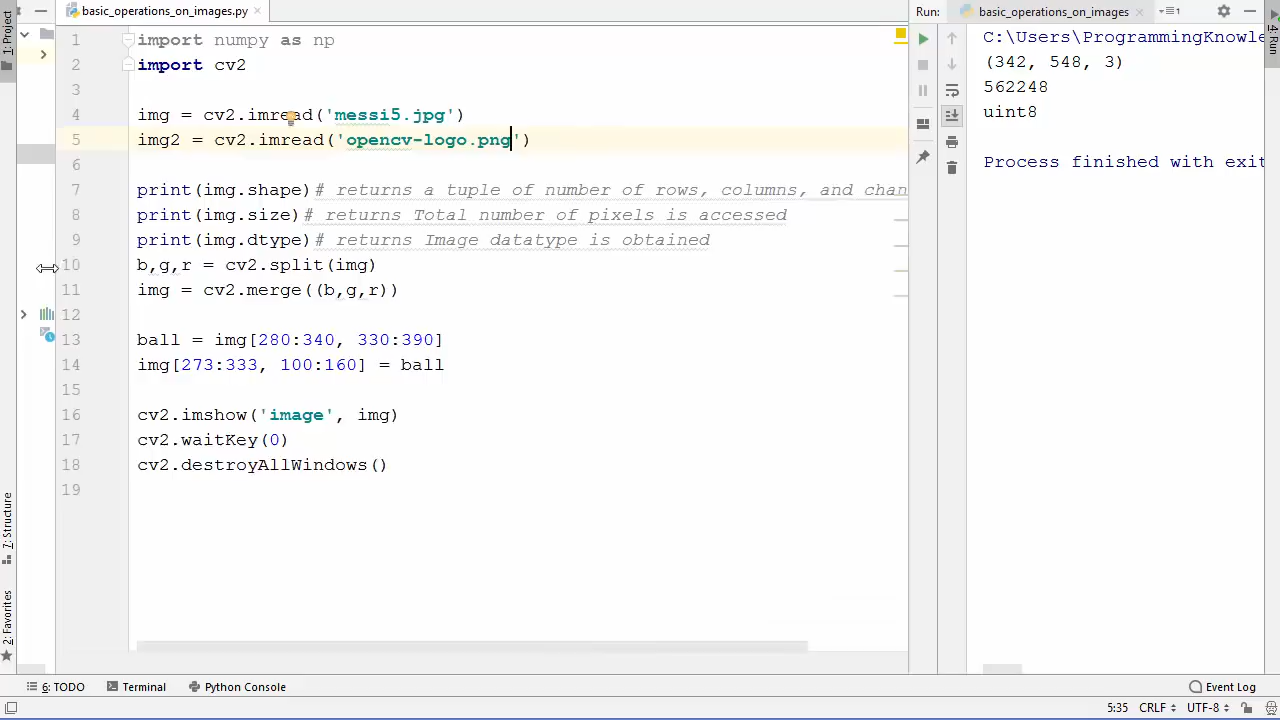 basic_operations_on_images.py
Run: basic_operations_on_images
1: Project
4: Run
1 import numpy as np
2 import cv2
3
4 img = cv2.imread('messi5.jpg')
5 img2 = cv2.imread('opencv-logo.png')
6
7 print(img.shape)# returns a tuple of number of rows, columns, and chan
8 print(img.size)# returns Total number of pixels is accessed
9 print(img.dtype)# returns Image datatype is obtained
10 b,g,r = cv2.split(img)
11 img = cv2.merge((b,g,r))
12
13 ball = img[280:340, 330:390]
14 img[273:333, 100:160] = ball
15
16 cv2.imshow('image', img)
17 cv2.waitKey(0)
18 cv2.destroyAllWindows()
19
C:\Users\ProgrammingKnowle
(342, 548, 3)
562248
uint8
Process finished with exit
7: Structure
2: Favorites
6: TODO Terminal Python Console Event Log
5:35 CRLF UTF-8